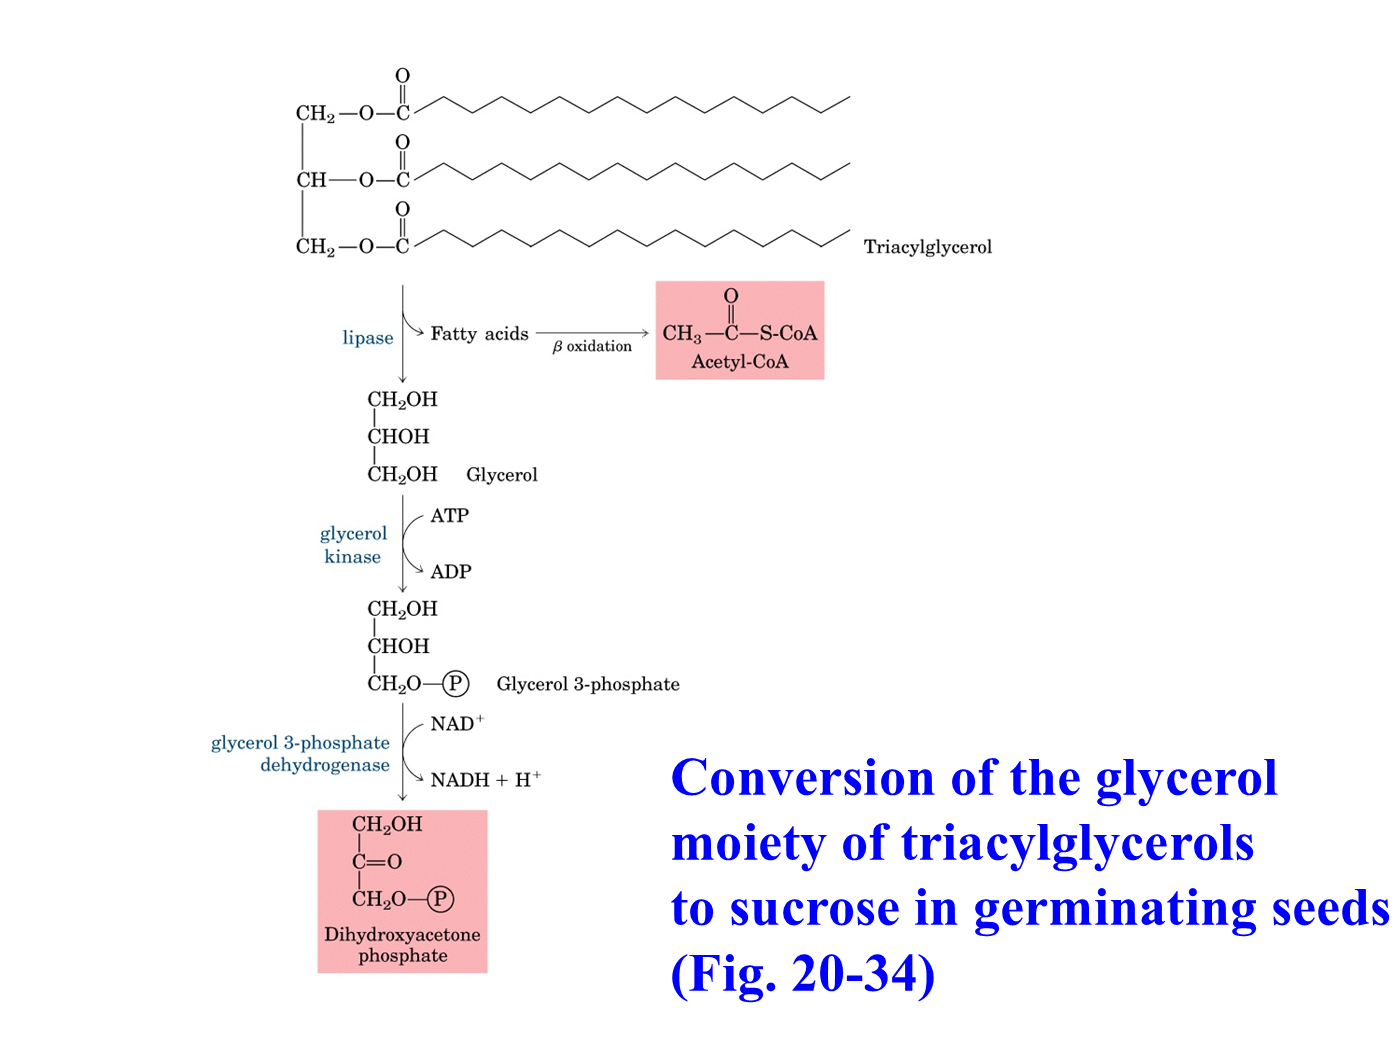 O
CH₂—O—C
O
CH—O—C
O
CH₂—O—C
Triacylglycerol
O
lipase
Fatty acids
β oxidation
CH₃—C—S-CoA
Acetyl-CoA
CH₂OH
CHOH
CH₂OH
Glycerol
ATP
glycerol
kinase
ADP
CH₂OH
CHOH
CH₂O—P
Glycerol 3-phosphate
NAD⁺
glycerol 3-phosphate
dehydrogenase
NADH + H⁺
CH₂OH
C=O
CH₂O—P
Dihydroxyacetone
phosphate
Conversion of the glycerol
moiety of triacylglycerols
to sucrose in germinating seeds
(Fig. 20-34)